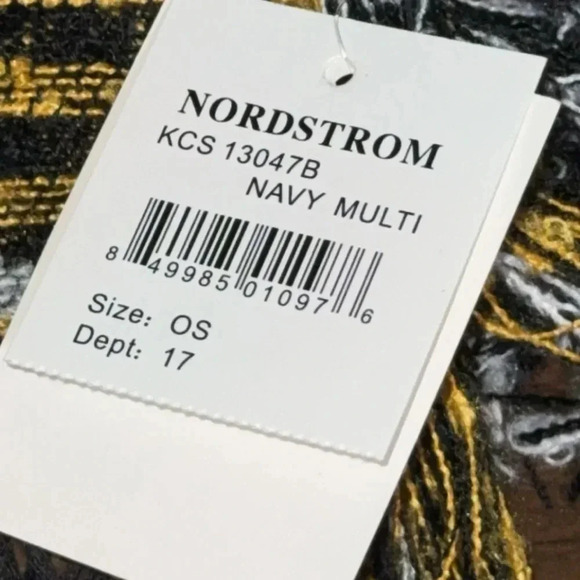 NORDSTROM
KCS 13047B
NAVY MULTI
8 49985 01097 6
Size: OS
Dept: 17